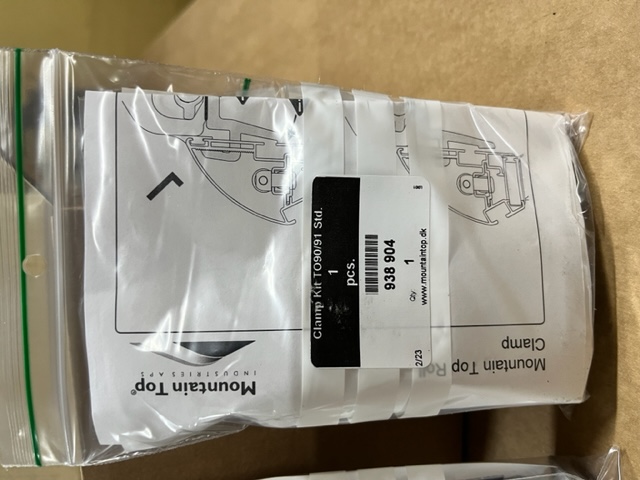 Mountain Top®
INDUSTRIES APS
Mountain Top Rol
Clamp
Clamp Kit TO90/91 Std.
1
pcs.
938 904
Qty.
1
www.mountaintop.dk
2/23